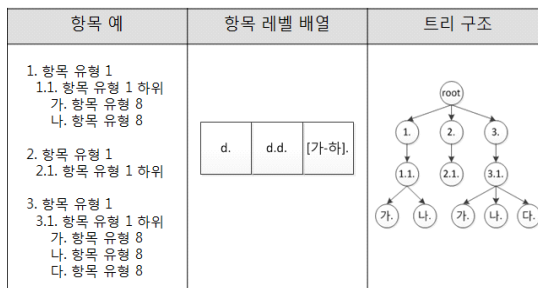 항목 예
항목 레벨 배열
트리 구조
1. 항목 유형 1
1.1. 항목 유형 1 하위
가. 항목 유형 8
나. 항목 유형 8
2. 항목 유형 1
2.1. 항목 유형 1 하위
3. 항목 유형 1
3.1. 항목 유형 1 하위
가. 항목 유형 8
나. 항목 유형 8
다. 항목 유형 8
d. d.d. [가-하].
root
1. 2. 3.
1.1. 2.1. 3.1.
가. 나. 가. 나. 다.